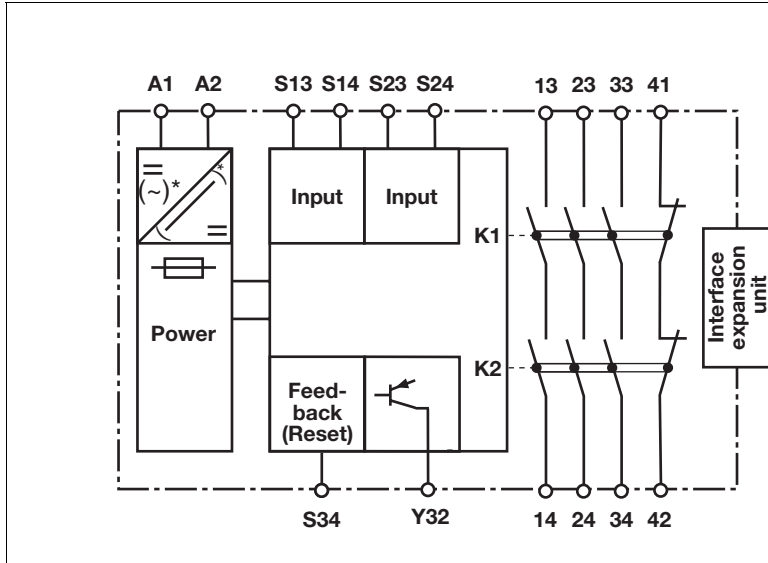 A1 A2 S13 S14 S23 S24 13 23 33 41
= (~)* *
=
Input Input
K1
Power
Interface
expansion
unit
K2
Feed-
back
(Reset)
S34 Y32 14 24 34 42